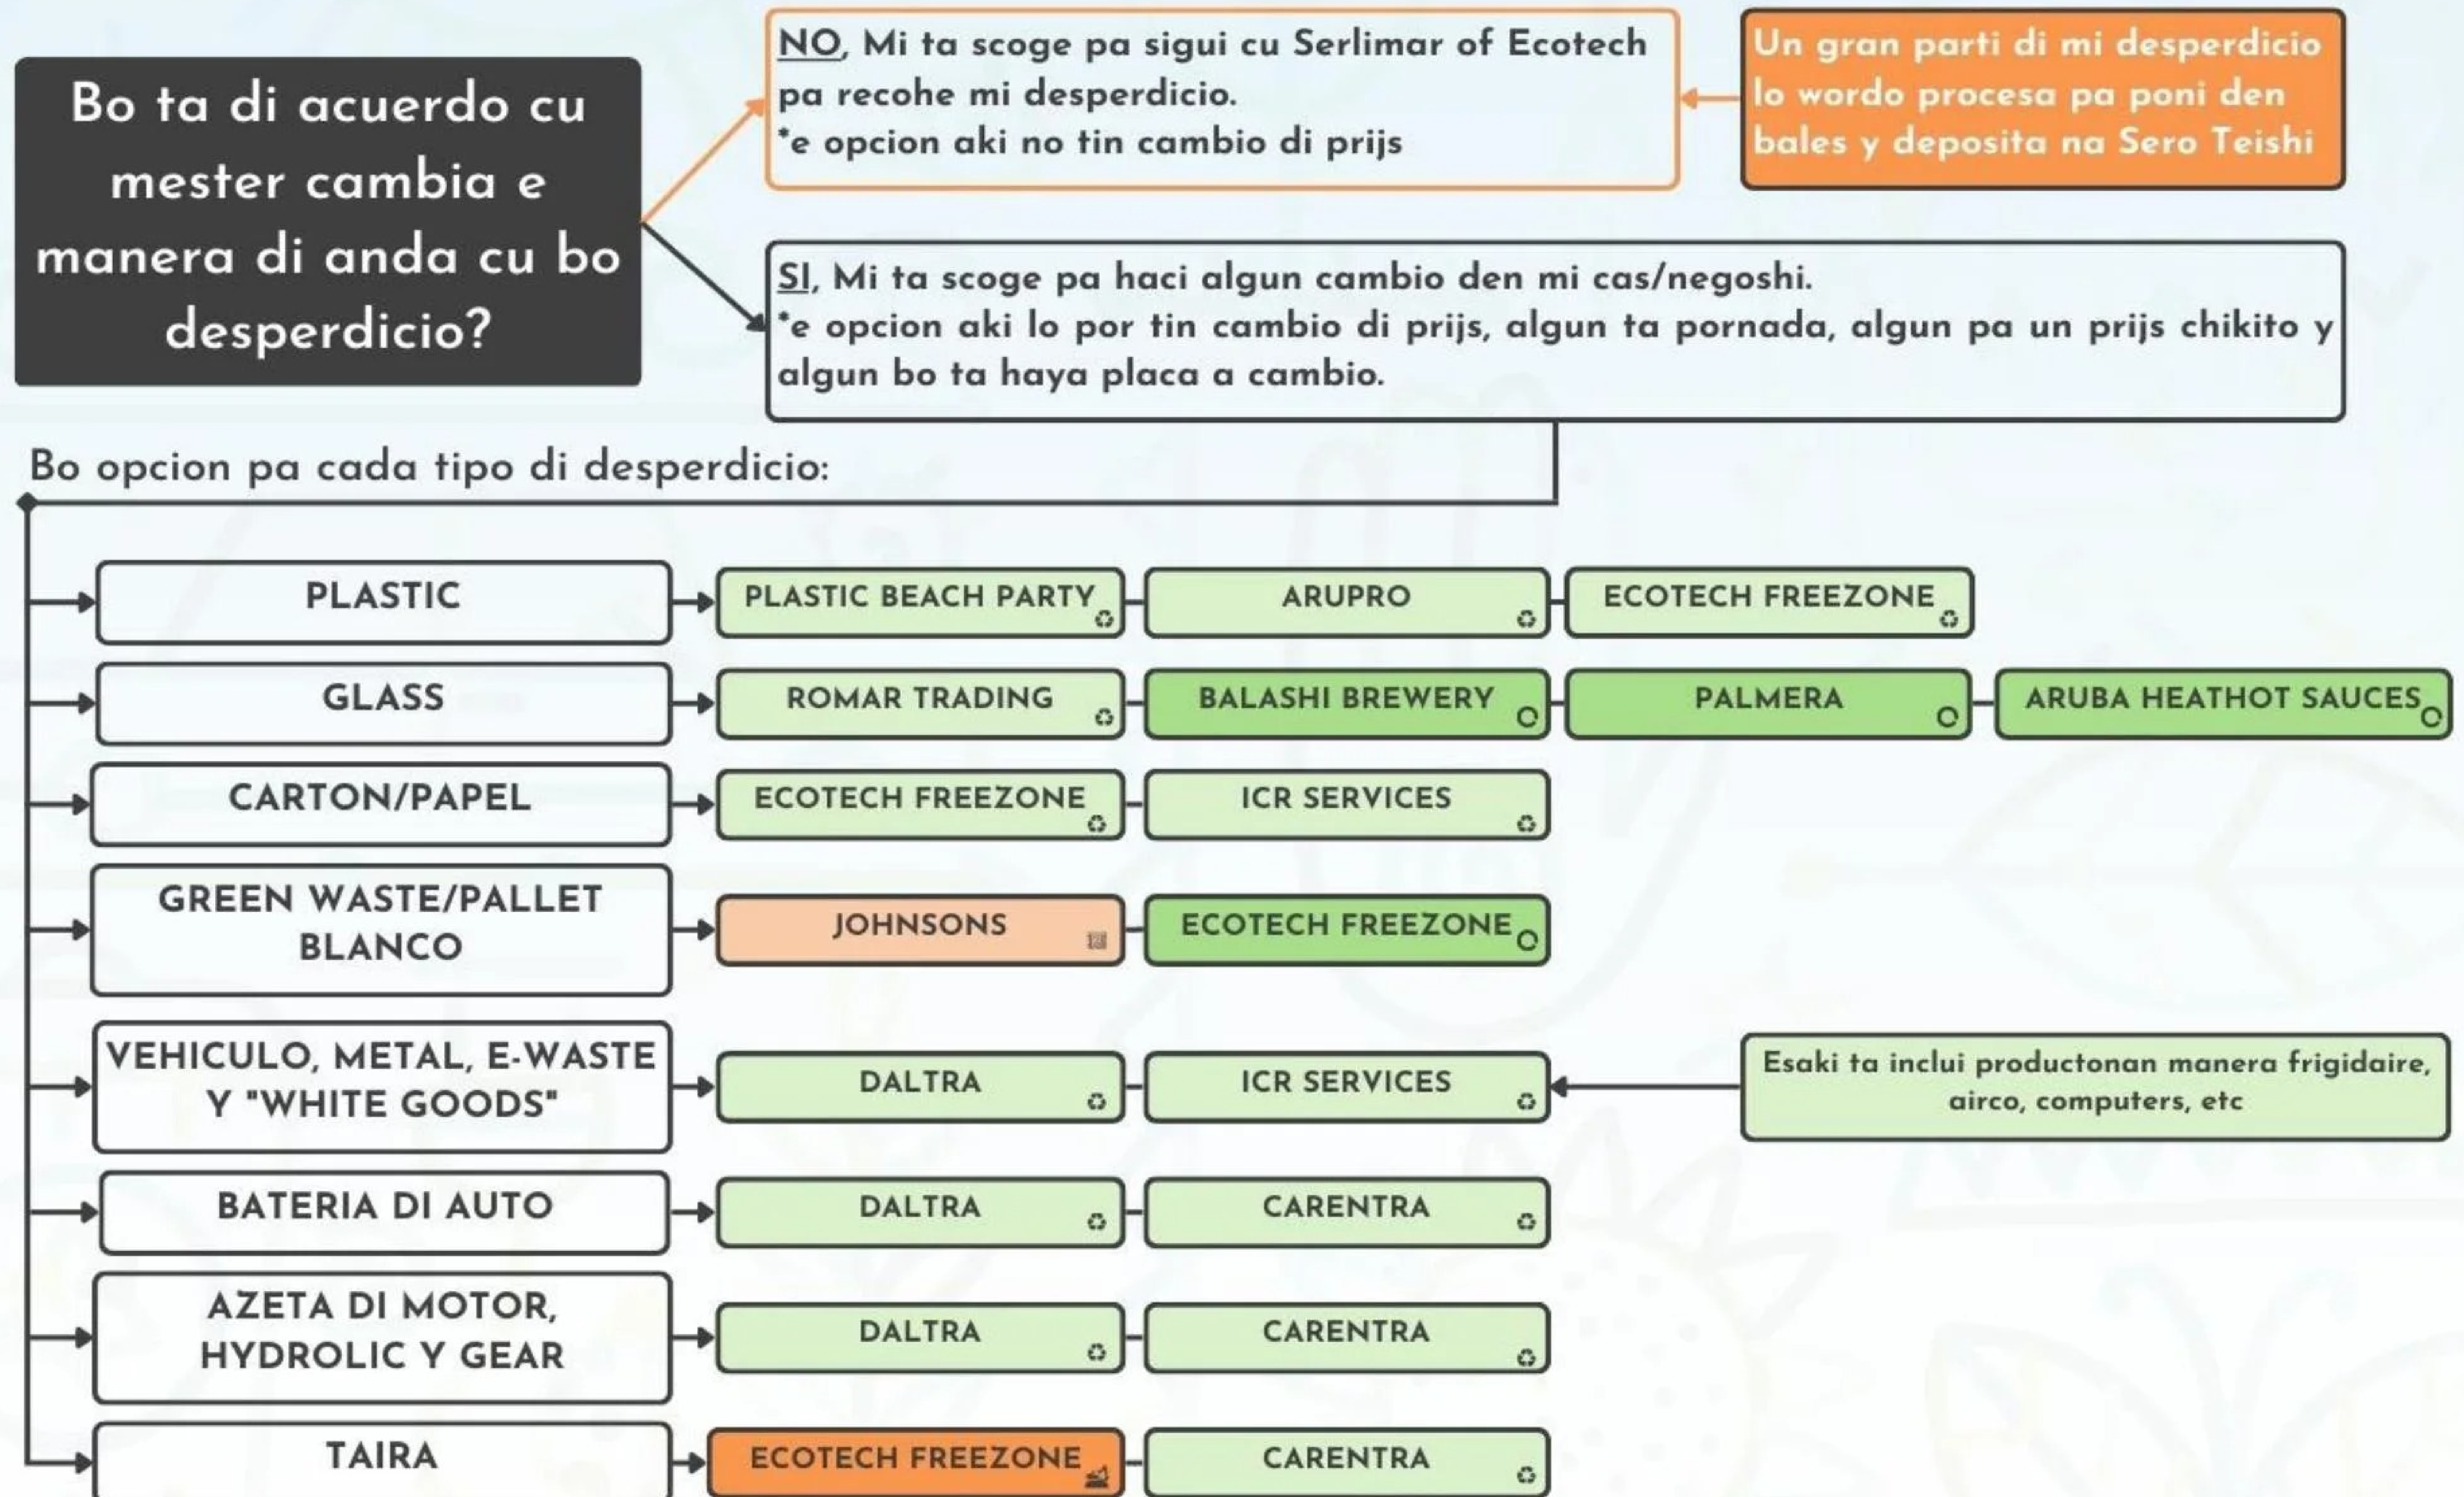 Bo ta di acuerdo cu
mester cambia e
manera di anda cu bo
desperdicio?
NO, Mi ta scoge pa sigui cu Serlimar of Ecotech
pa recohe mi desperdicio.
*e opcion aki no tin cambio di prijs
Un gran parti di mi desperdicio
lo wordo procesa pa poni den
bales y deposita na Sero Teishi
SI, Mi ta scoge pa haci algun cambio den mi cas/negoshi.
*e opcion aki lo por tin cambio di prijs, algun ta pornada, algun pa un prijs chikito y
algun bo ta haya placa a cambio.
Bo opcion pa cada tipo di desperdicio:
PLASTIC
PLASTIC BEACH PARTY
ARUPRO
ECOTECH FREEZONE
GLASS
ROMAR TRADING
BALASHI BREWERY
PALMERA
ARUBA HEATHOT SAUCES
CARTON/PAPEL
ECOTECH FREEZONE
ICR SERVICES
GREEN WASTE/PALLET
BLANCO
JOHNSONS
ECOTECH FREEZONE
VEHICULO, METAL, E-WASTE
Y "WHITE GOODS"
DALTRA
ICR SERVICES
Esaki ta inclui productonan manera frigidaire,
airco, computers, etc
BATERIA DI AUTO
DALTRA
CARENTRA
AZETA DI MOTOR,
HYDROLIC Y GEAR
DALTRA
CARENTRA
TAIRA
ECOTECH FREEZONE
CARENTRA